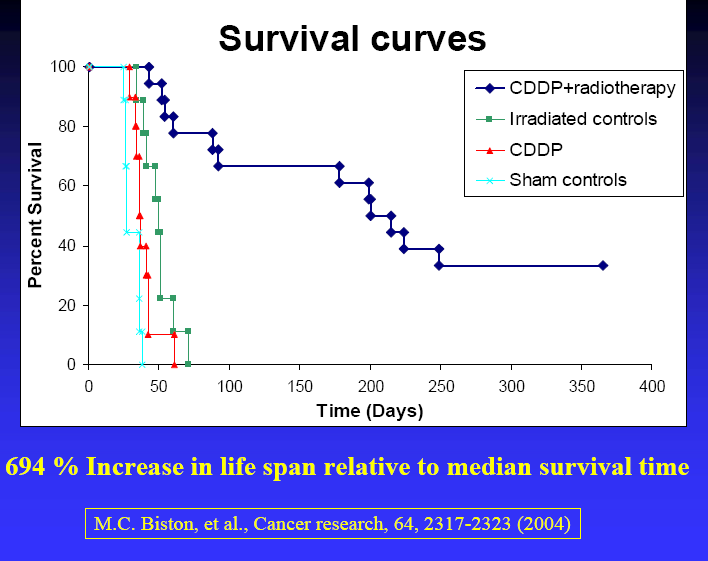 Survival curves
100
80
60
40
20
0
Percent Survival
0 50 100 150 200 250 300 350 400
Time (Days)
CDDP+radiotherapy
Irradiated controls
CDDP
Sham controls
694 % Increase in life span relative to median survival time
M.C. Biston, et al., Cancer research, 64, 2317-2323 (2004)